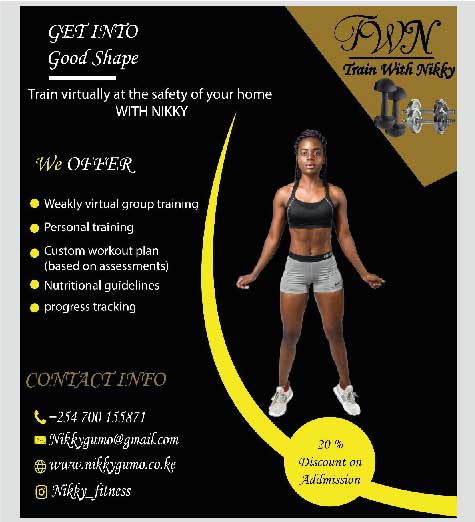 GET INTO
Good Shape
TWN
Train With Nikky
Train virtually at the safety of your home
WITH NIKKY
We OFFER
Weakly virtual group training
Personal training
Custom workout plan
(based on assessments)
Nutritional guidelines
progress tracking
CONTACT INFO
+254 700 155871
Nikkygumo@gmail.com
www.nikkygumo.co.ke
Nikky_fitness
20 %
Discount on
Addmission